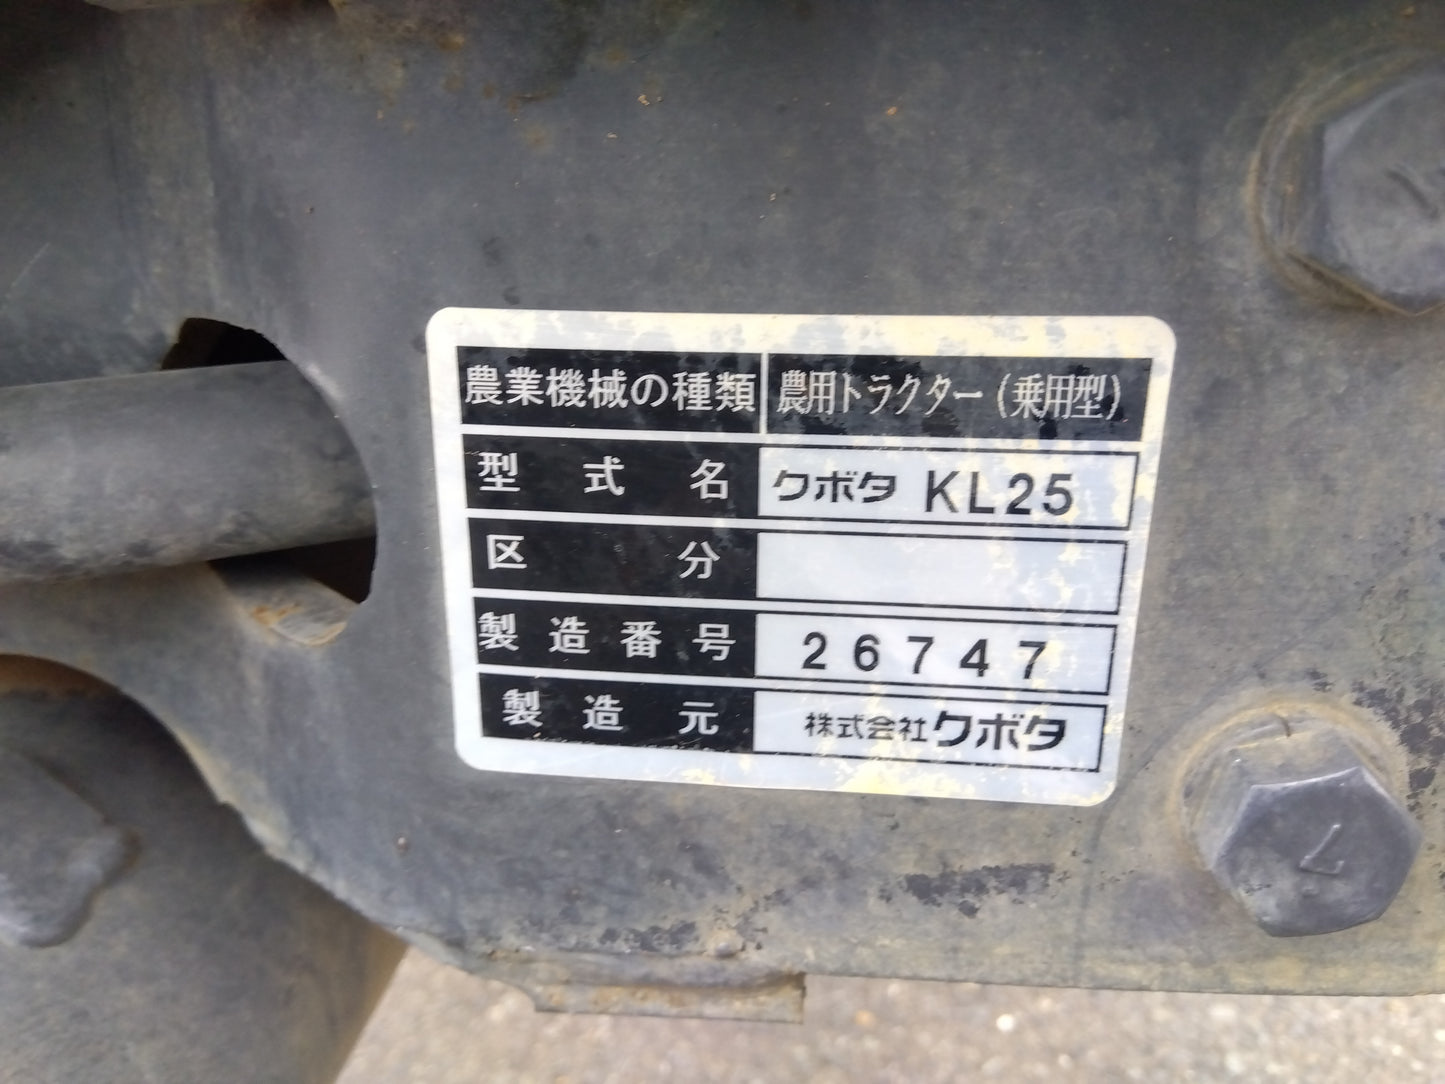 農業機械の種類 農用トラクター(乗用型)
型式名 クボタ KL25
区分
製造番号 26747
製造元 株式会社クボタ
7